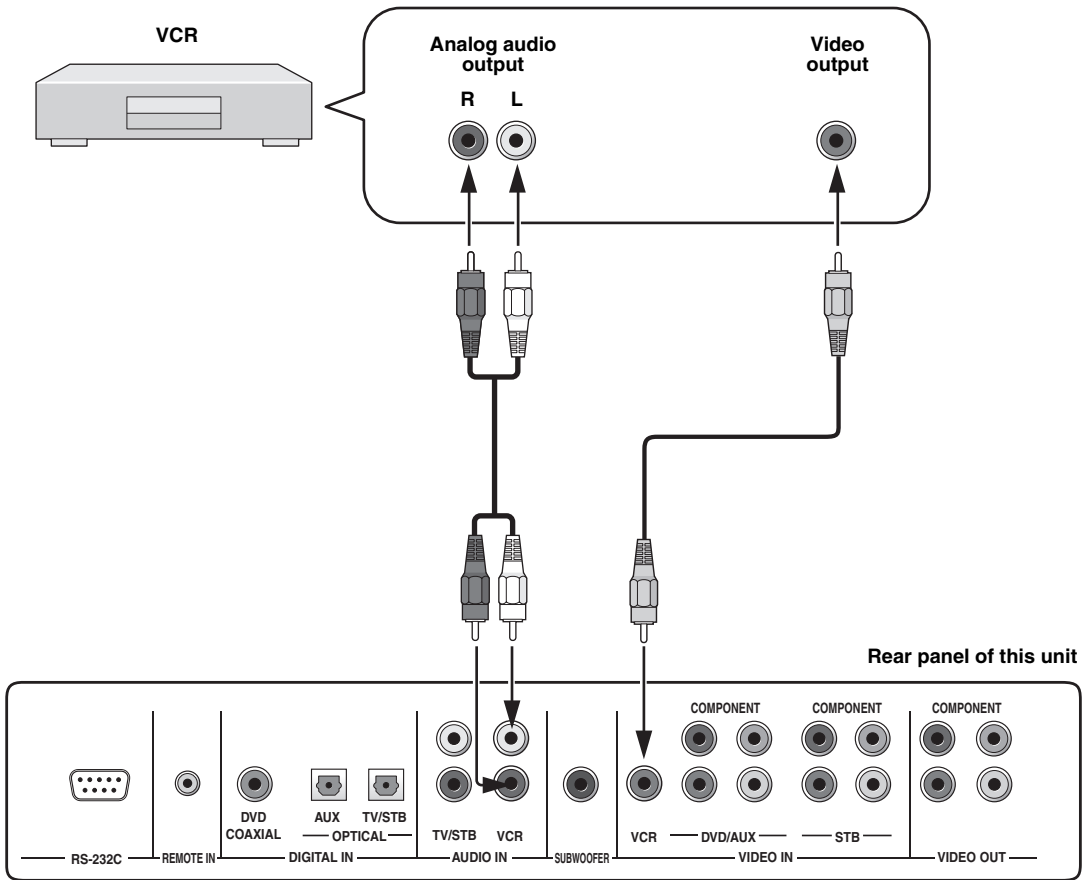 VCR
Analog audio
output
R L
Video
output
Rear panel of this unit
COMPONENT COMPONENT COMPONENT
DVD
COAXIAL
AUX TV/STB
OPTICAL
TV/STB VCR
VCR DVD/AUX STB
RS-232C REMOTE IN DIGITAL IN AUDIO IN SUBWOOFER VIDEO IN VIDEO OUT